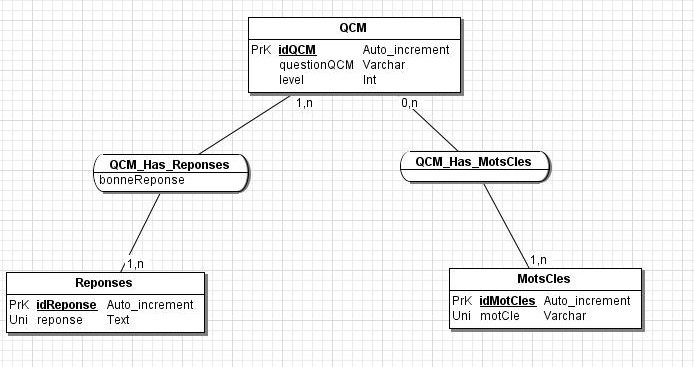 QCM
PrK idQCM Auto_increment
questionQCM Varchar
level Int
1,n
0,n
QCM_Has_Reponses
bonneReponse
QCM_Has_MotsCles
1,n
1,n
Reponses
PrK idReponse Auto_increment
Uni reponse Text
MotsCles
PrK idMotCles Auto_increment
Uni motCle Varchar